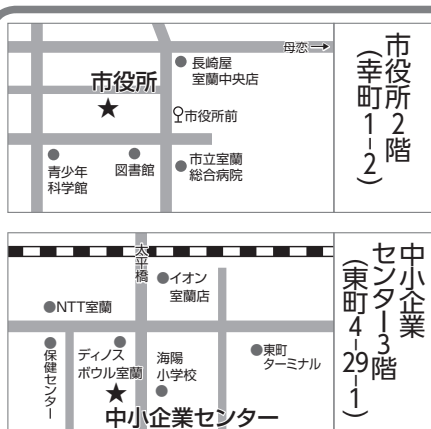 母恋→
長崎屋
室蘭中央店
市役所
★
市役所前
青少年
科学館
図書館
市立室蘭
総合病院
市役所2階
(幸町1-2)
太平橋
イオン
室蘭店
NTT室蘭
保健センター
ディノス
ボウル室蘭
海陽
小学校
東町
ターミナル
★
中小企業センター
中小企業
センター3階
(東町4-29-1)